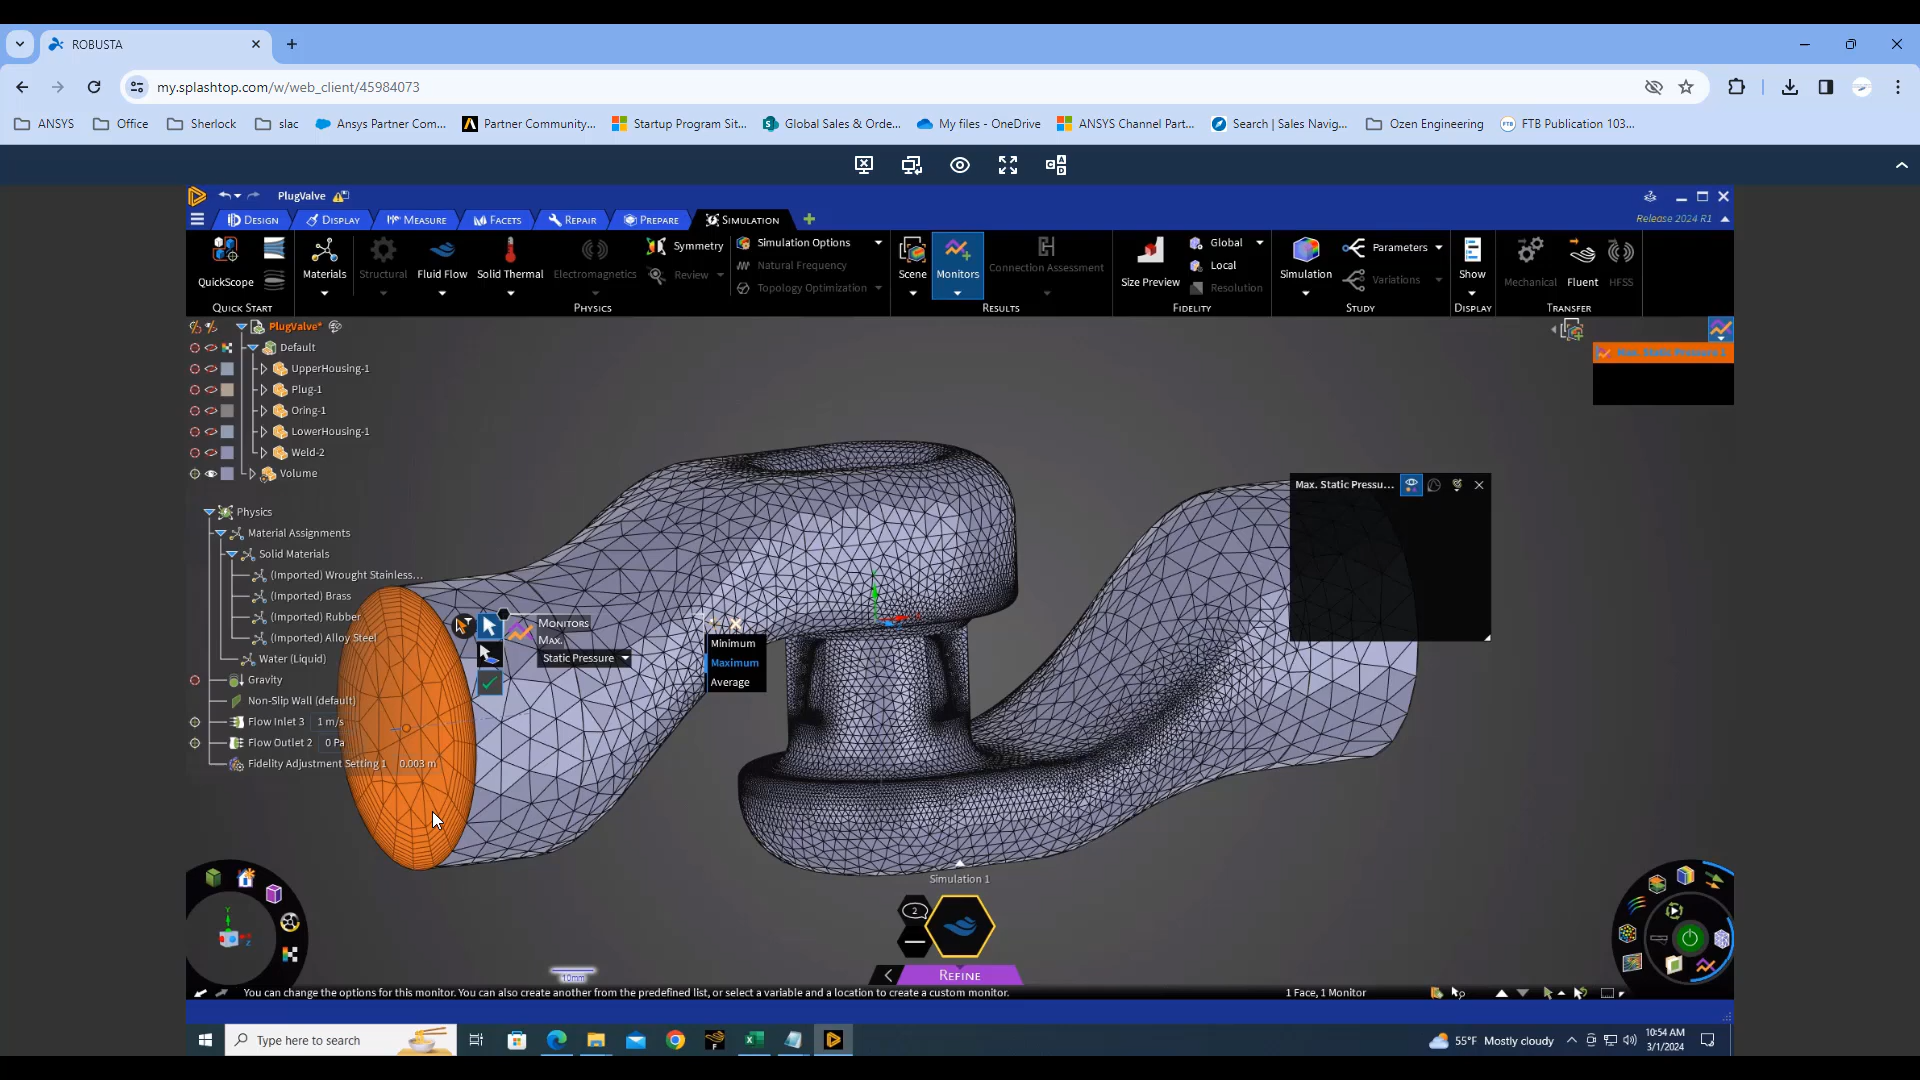 ROBUSTA
my.splashtop.com/w/web_client/45984073
ANSYS Office Sherlock slac Ansys Partner Com... Partner Community... Startup Program Sit... Global Sales & Orde... My files - OneDrive ANSYS Channel Part... Search | Sales Navig... Ozen Engineering FTB Publication 103...
PlugValve
DESIGN DISPLAY MEASURE FACETS REPAIR PREPARE SIMULATION
Release 2024 R1
QuickScope
QUICK START
Materials Structural Fluid Flow Solid Thermal Electromagnetics Symmetry Review
Simulation Options
Natural Frequency
Topology Optimization
PHYSICS
Scene Monitors Connection Assessment
RESULTS
Size Preview Global Local Resolution
FIDELITY
Simulation Parameters Variations
STUDY
Show
DISPLAY
Mechanical Fluent HFSS
TRANSFER
PlugValve*
Default
UpperHousing-1
Plug-1
Oring-1
LowerHousing-1
Weld-2
Volume
Physics
Material Assignments
Solid Materials
(Imported) Wrought Stainless...
(Imported) Brass
(Imported) Rubber
(Imported) Alloy Steel
Water (Liquid)
Gravity
Non-Slip Wall (default)
Flow Inlet 3 1 m/s
Flow Outlet 2 0 Pa
Fidelity Adjustment Setting 1 0.003 m
MONITORS
MAX.
Static Pressure
Minimum
Maximum
Average
Max. Static Pressure 1
Max. Static Pressu...
Simulation 1
2
REFINE
10mm
You can change the options for this monitor. You can also create another from the predefined list, or select a variable and a location to create a custom monitor.
1 Face, 1 Monitor
Type here to search
55°F Mostly cloudy
10:54 AM
3/1/2024